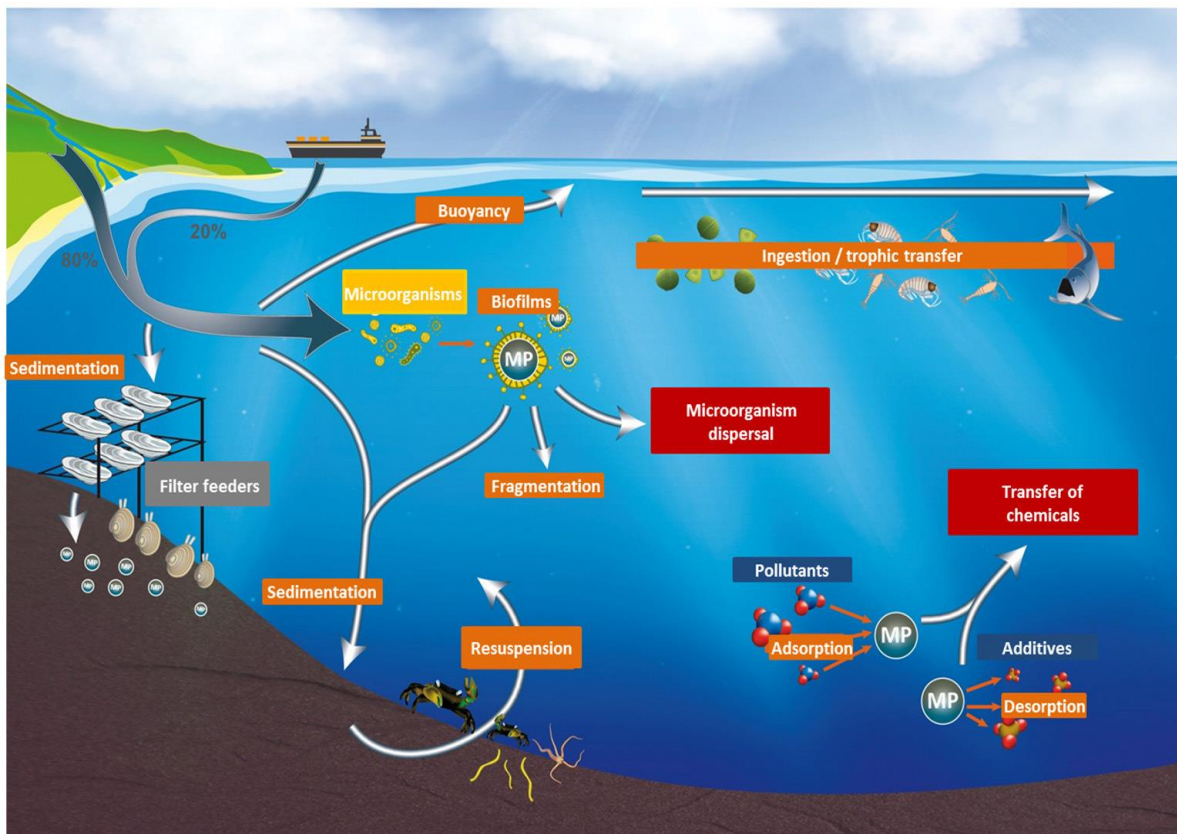 20%
80%
Buoyancy
Ingestion / trophic transfer
Microorganisms
Biofilms
MP
MP
MP
Sedimentation
Microorganism
dispersal
Filter feeders
Fragmentation
Transfer of
chemicals
MP
MP
MP
MP
MP
MP
MP
Sedimentation
Pollutants
Resuspension
Adsorption
MP
Additives
MP
Desorption